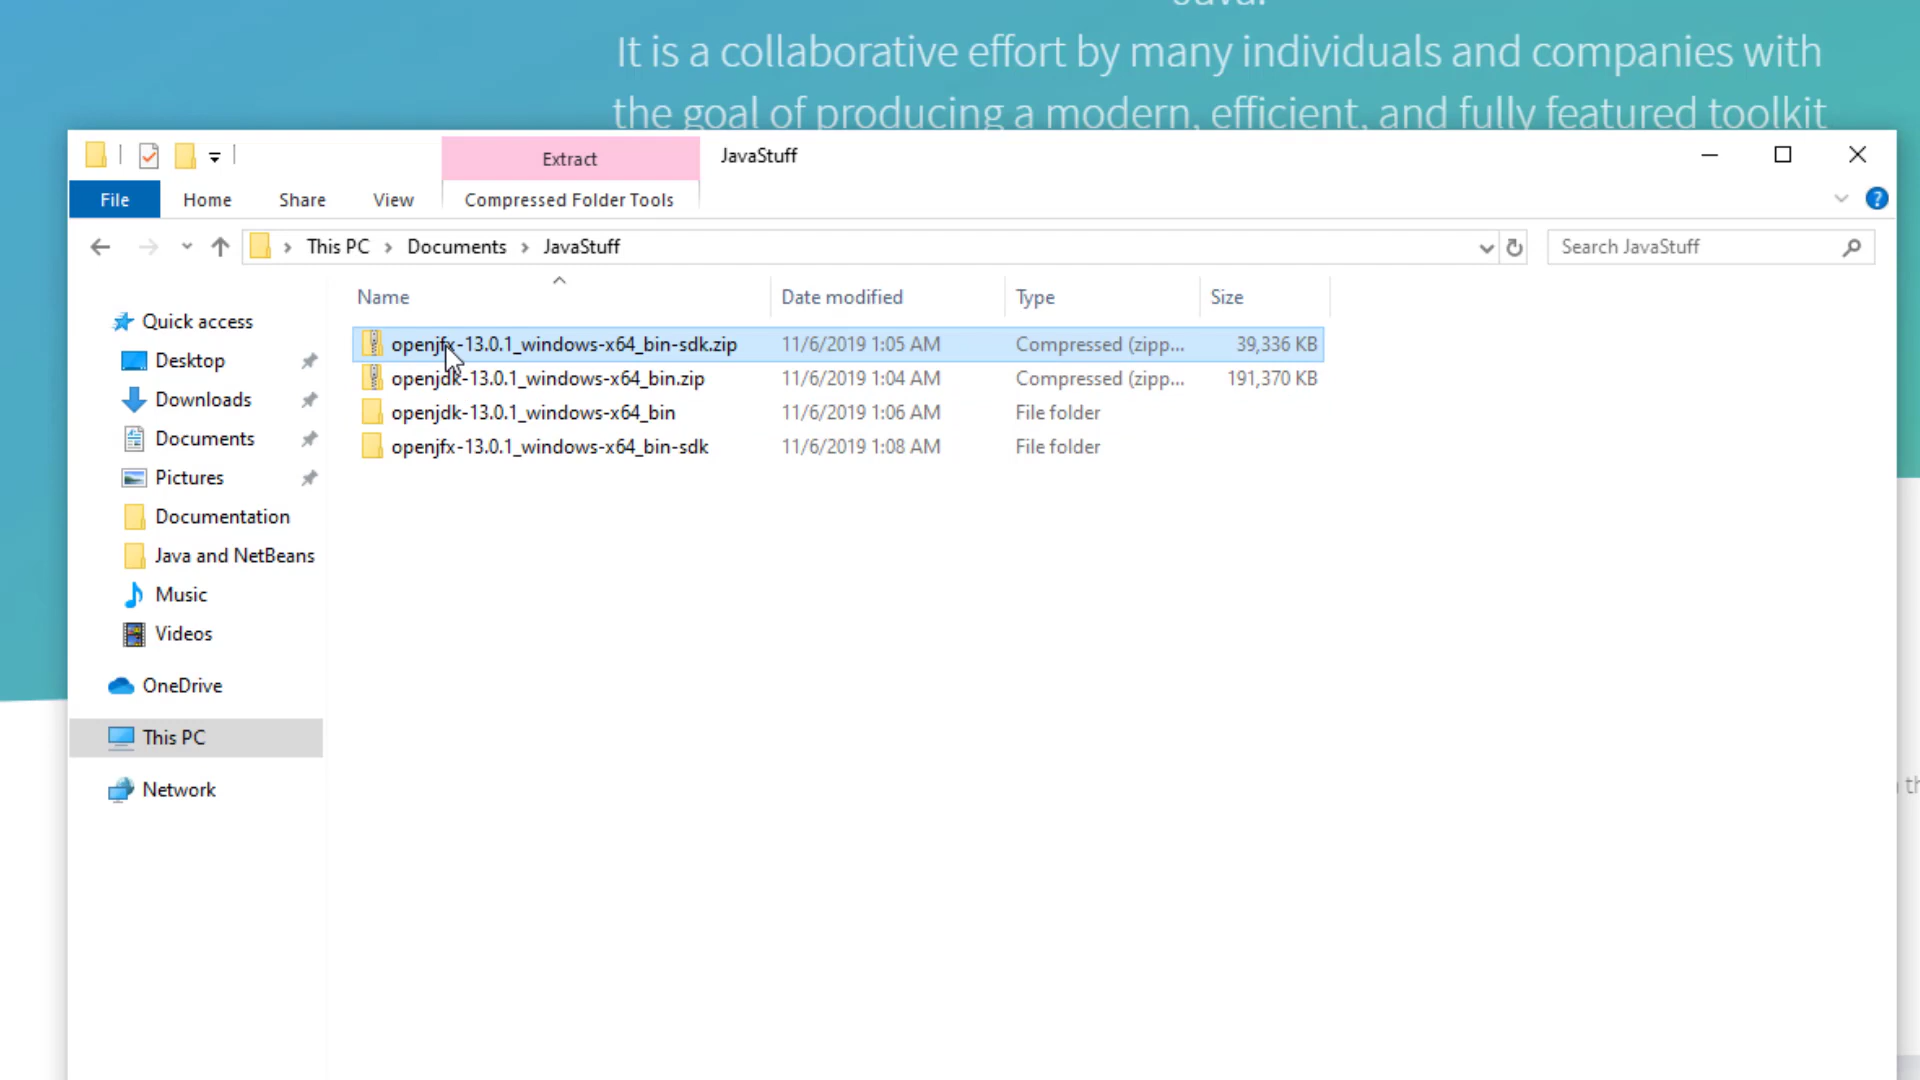 Java.
It is a collaborative effort by many individuals and companies with
the goal of producing a modern, efficient, and fully featured toolkit
Extract
JavaStuff
File
Home
Share
View
Compressed Folder Tools
?
This PC > Documents > JavaStuff
Search JavaStuff
Name
Date modified
Type
Size
openjfx-13.0.1_windows-x64_bin-sdk.zip 11/6/2019 1:05 AM Compressed (zipp... 39,336 KB
openjdk-13.0.1_windows-x64_bin.zip 11/6/2019 1:04 AM Compressed (zipp... 191,370 KB
openjdk-13.0.1_windows-x64_bin 11/6/2019 1:06 AM File folder
openjfx-13.0.1_windows-x64_bin-sdk 11/6/2019 1:08 AM File folder
Quick access
Desktop
Downloads
Documents
Pictures
Documentation
Java and NetBeans
Music
Videos
OneDrive
This PC
Network